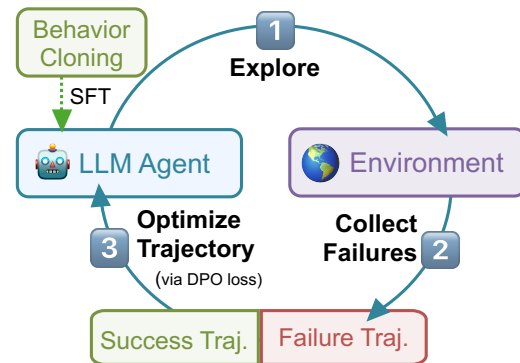 Behavior
Cloning
SFT
1
Explore
LLM Agent
Environment
Optimize
Trajectory
(via DPO loss)
3
Collect
Failures
2
Success Traj.
Failure Traj.